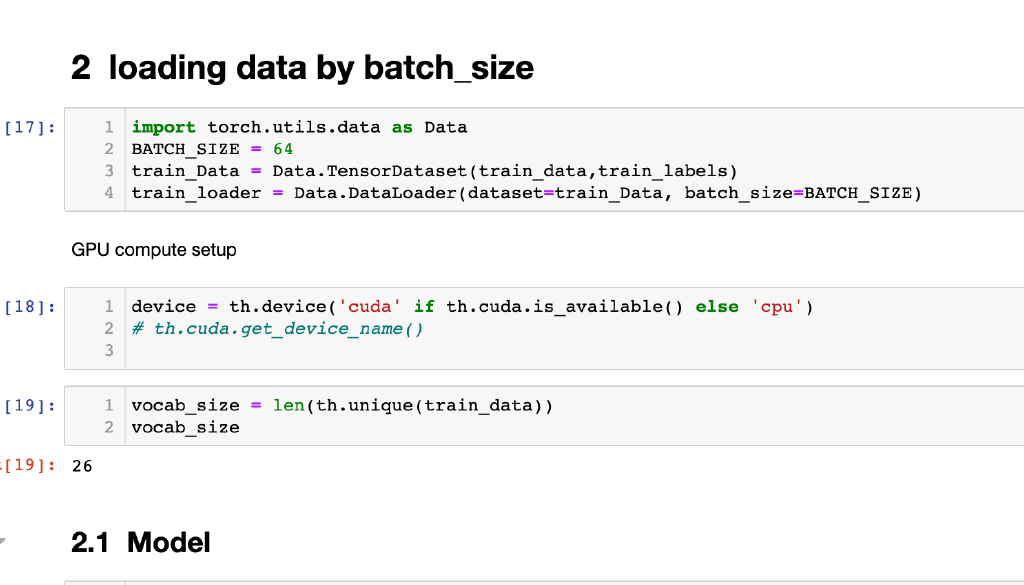 2 loading data by batch_size
[17]:
1 import torch.utils.data as Data
2 BATCH_SIZE = 64
3 train_Data = Data.TensorDataset(train_data,train_labels)
4 train_loader = Data.DataLoader(dataset=train_Data, batch_size=BATCH_SIZE)
GPU compute setup
[18]:
1 device = th.device('cuda' if th.cuda.is_available() else 'cpu')
2 # th.cuda.get_device_name()
3
[19]:
1 vocab_size = len(th.unique(train_data))
2 vocab_size
[19]: 26
2.1 Model